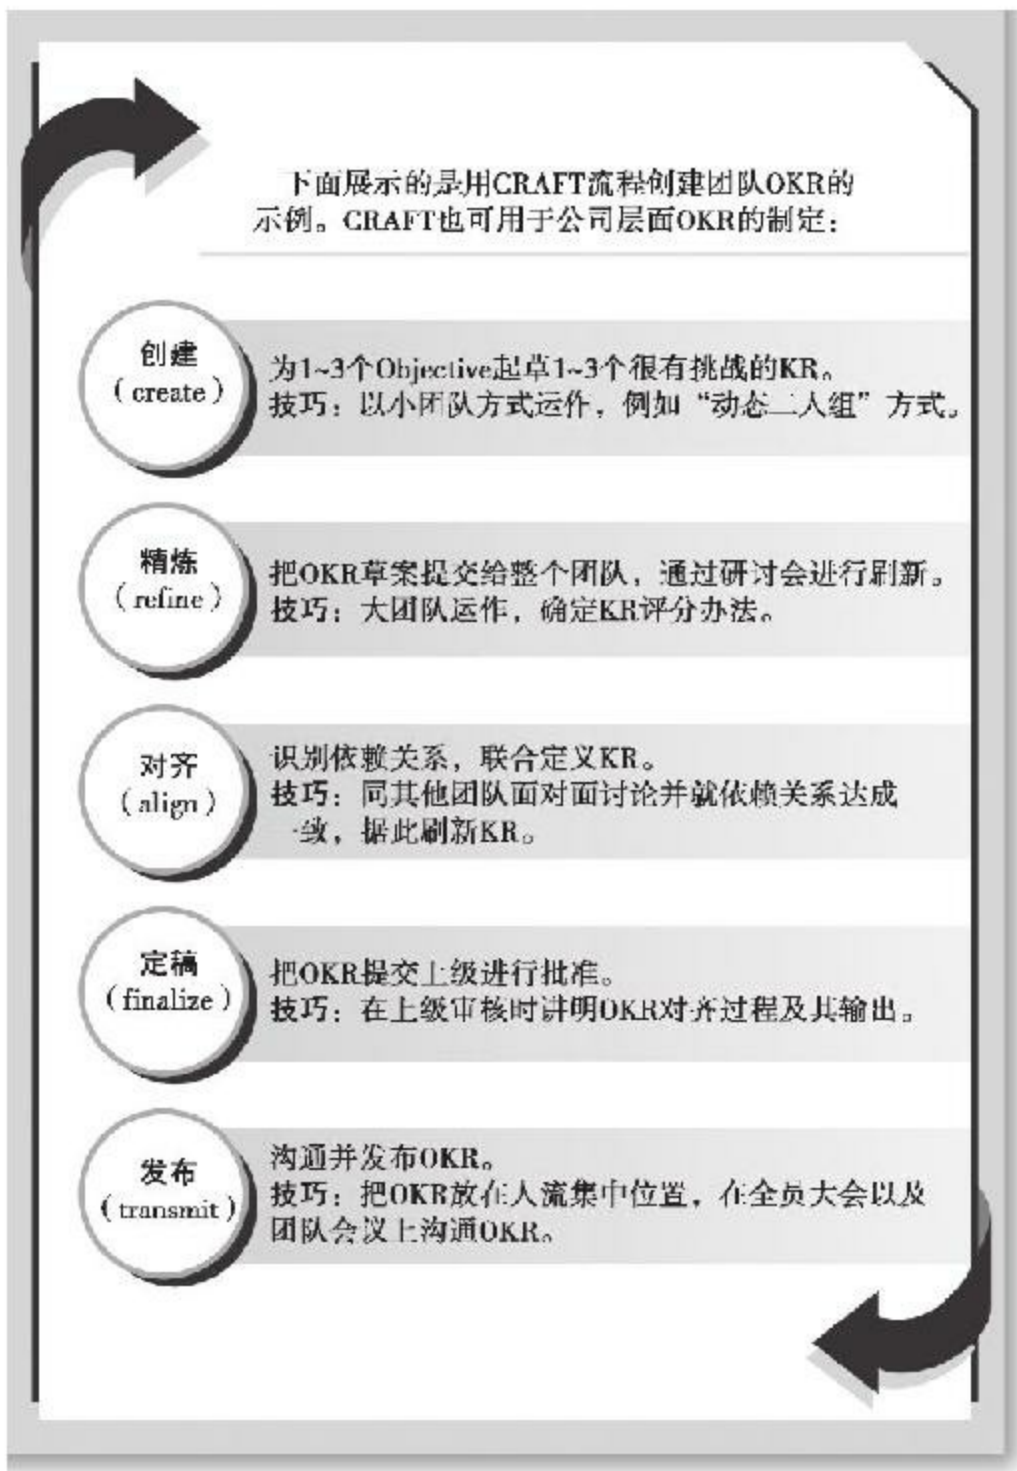 下面展示的是用CRAFT流程创建团队OKR的
示例。CRAFT也可用于公司层面OKR的制定：
创建
（create）
为1~3个Objective起草1~3个很有挑战的KR。
技巧：以小团队方式运作，例如“动态二人组”方式。
精炼
（refine）
把OKR草案提交给整个团队，通过研讨会进行刷新。
技巧：大团队运作，确定KR评分办法。
对齐
（align）
识别依赖关系，联合定义KR。
技巧：同其他团队面对面讨论并就依赖关系达成
一致，据此刷新KR。
定稿
（finalize）
把OKR提交上级进行批准。
技巧：在上级审核时讲明OKR对齐过程及其输出。
发布
（transmit）
沟通并发布OKR。
技巧：把OKR放在人流集中位置，在全员大会以及
团队会议上沟通OKR。